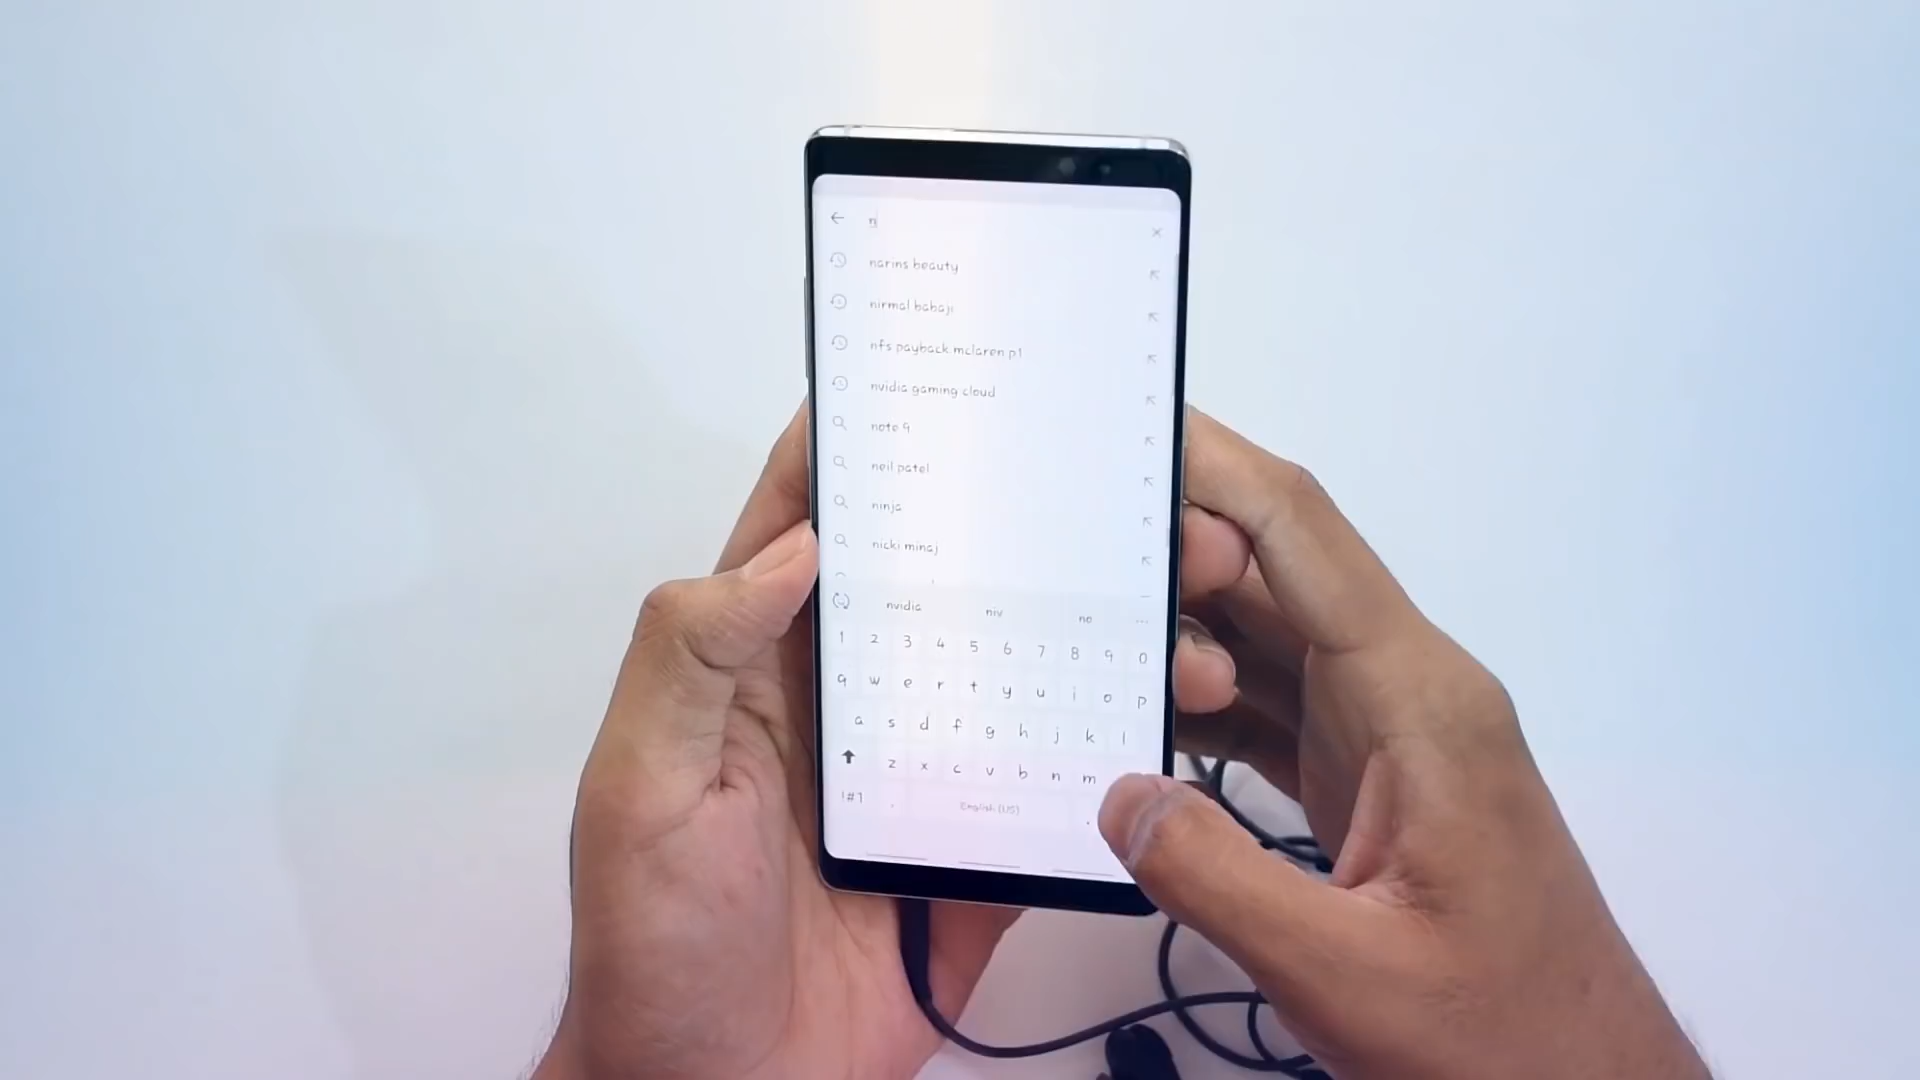 n
narins beauty
nirmal babaji
nfs payback mclaren p1
nvidia gaming cloud
note 9
neil patel
ninja
nicki minaj
nvidia niv no ...
1 2 3 4 5 6 7 8 9 0
q w e r t y u i o p
a s d f g h j k l
z x c v b n m
!#1 , English (US) .